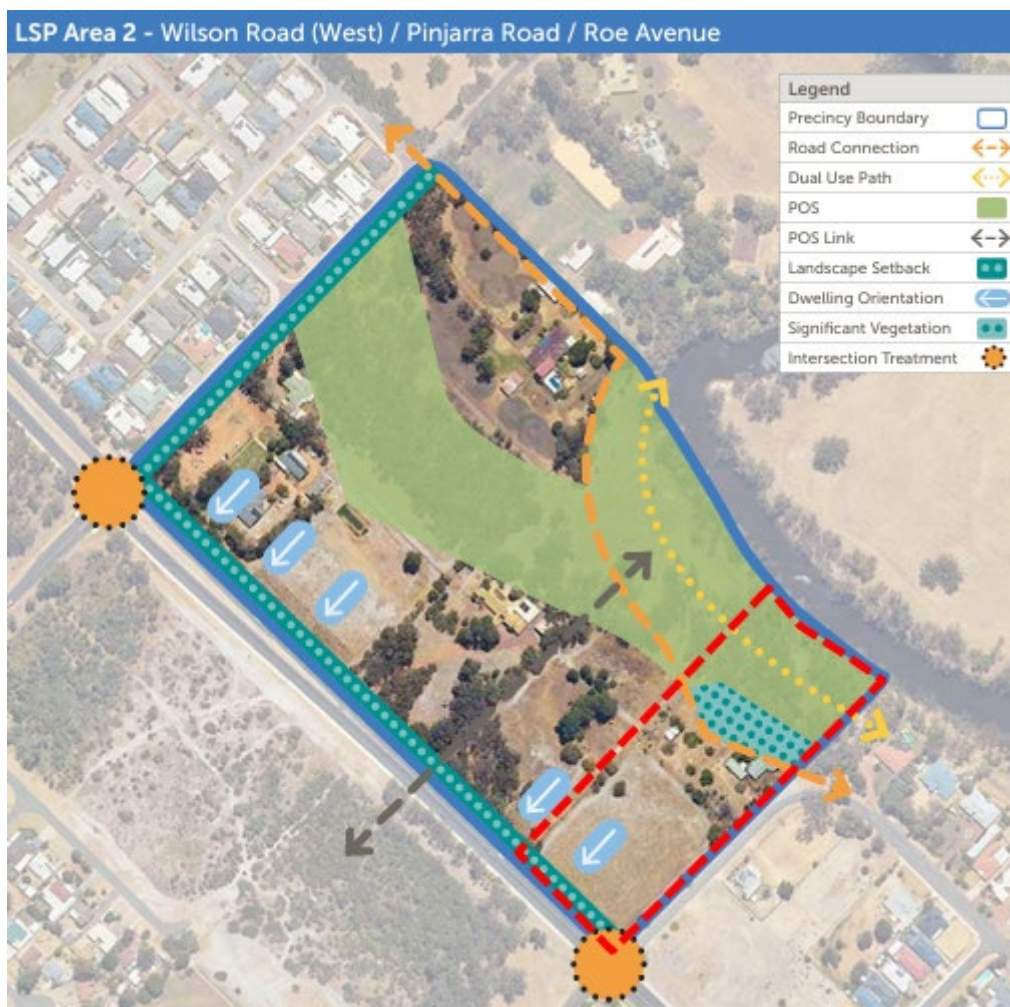 LSP Area 2 - Wilson Road (West) / Pinjarra Road / Roe Avenue
Legend
Precincy Boundary
Road Connection
Dual Use Path
POS
POS Link
Landscape Setback
Dwelling Orientation
Significant Vegetation
Intersection Treatment